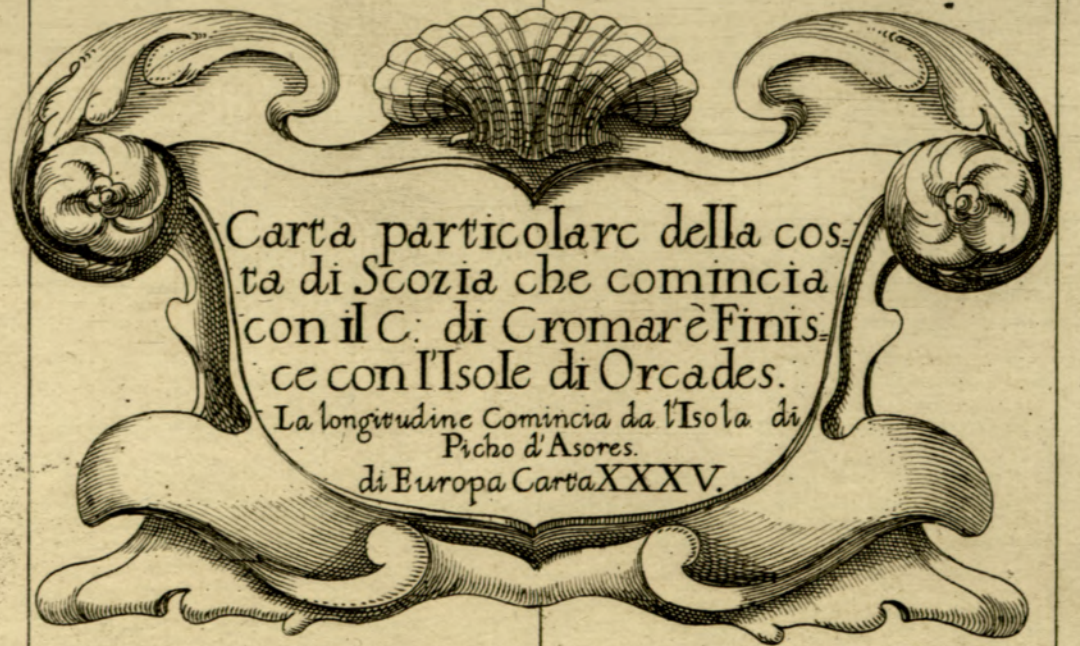 Carta particolare della cos=
ta di Scozia che comincia
con il C: di Cromar è Finis=
ce con l'Isole di Orcades.
La longitudine Comincia da l'Isola di
Picho d'Asores.
di Europa Carta XXXV.